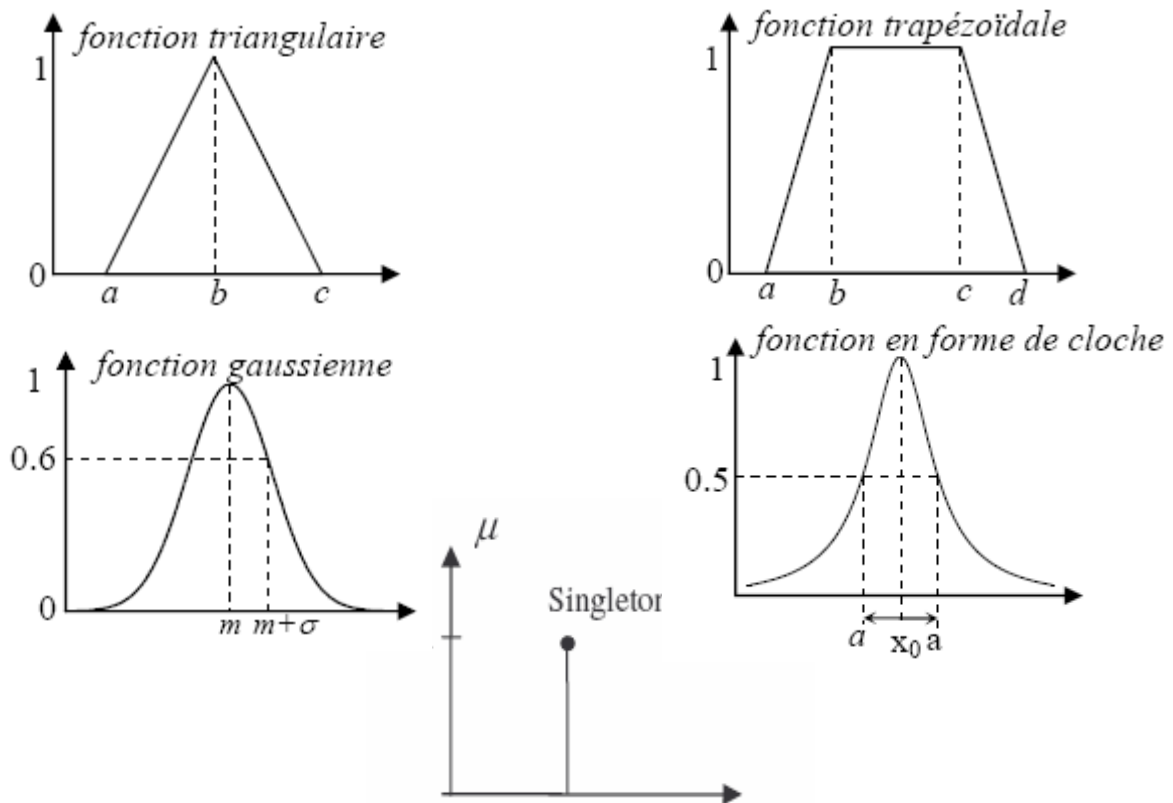 fonction triangulaire
1
0
a b c
fonction trapézoïdale
1
0
a b c d
fonction gaussienne
1
0.6
0
m m+σ
fonction en forme de cloche
1
0.5
a x₀ a
μ
Singletor